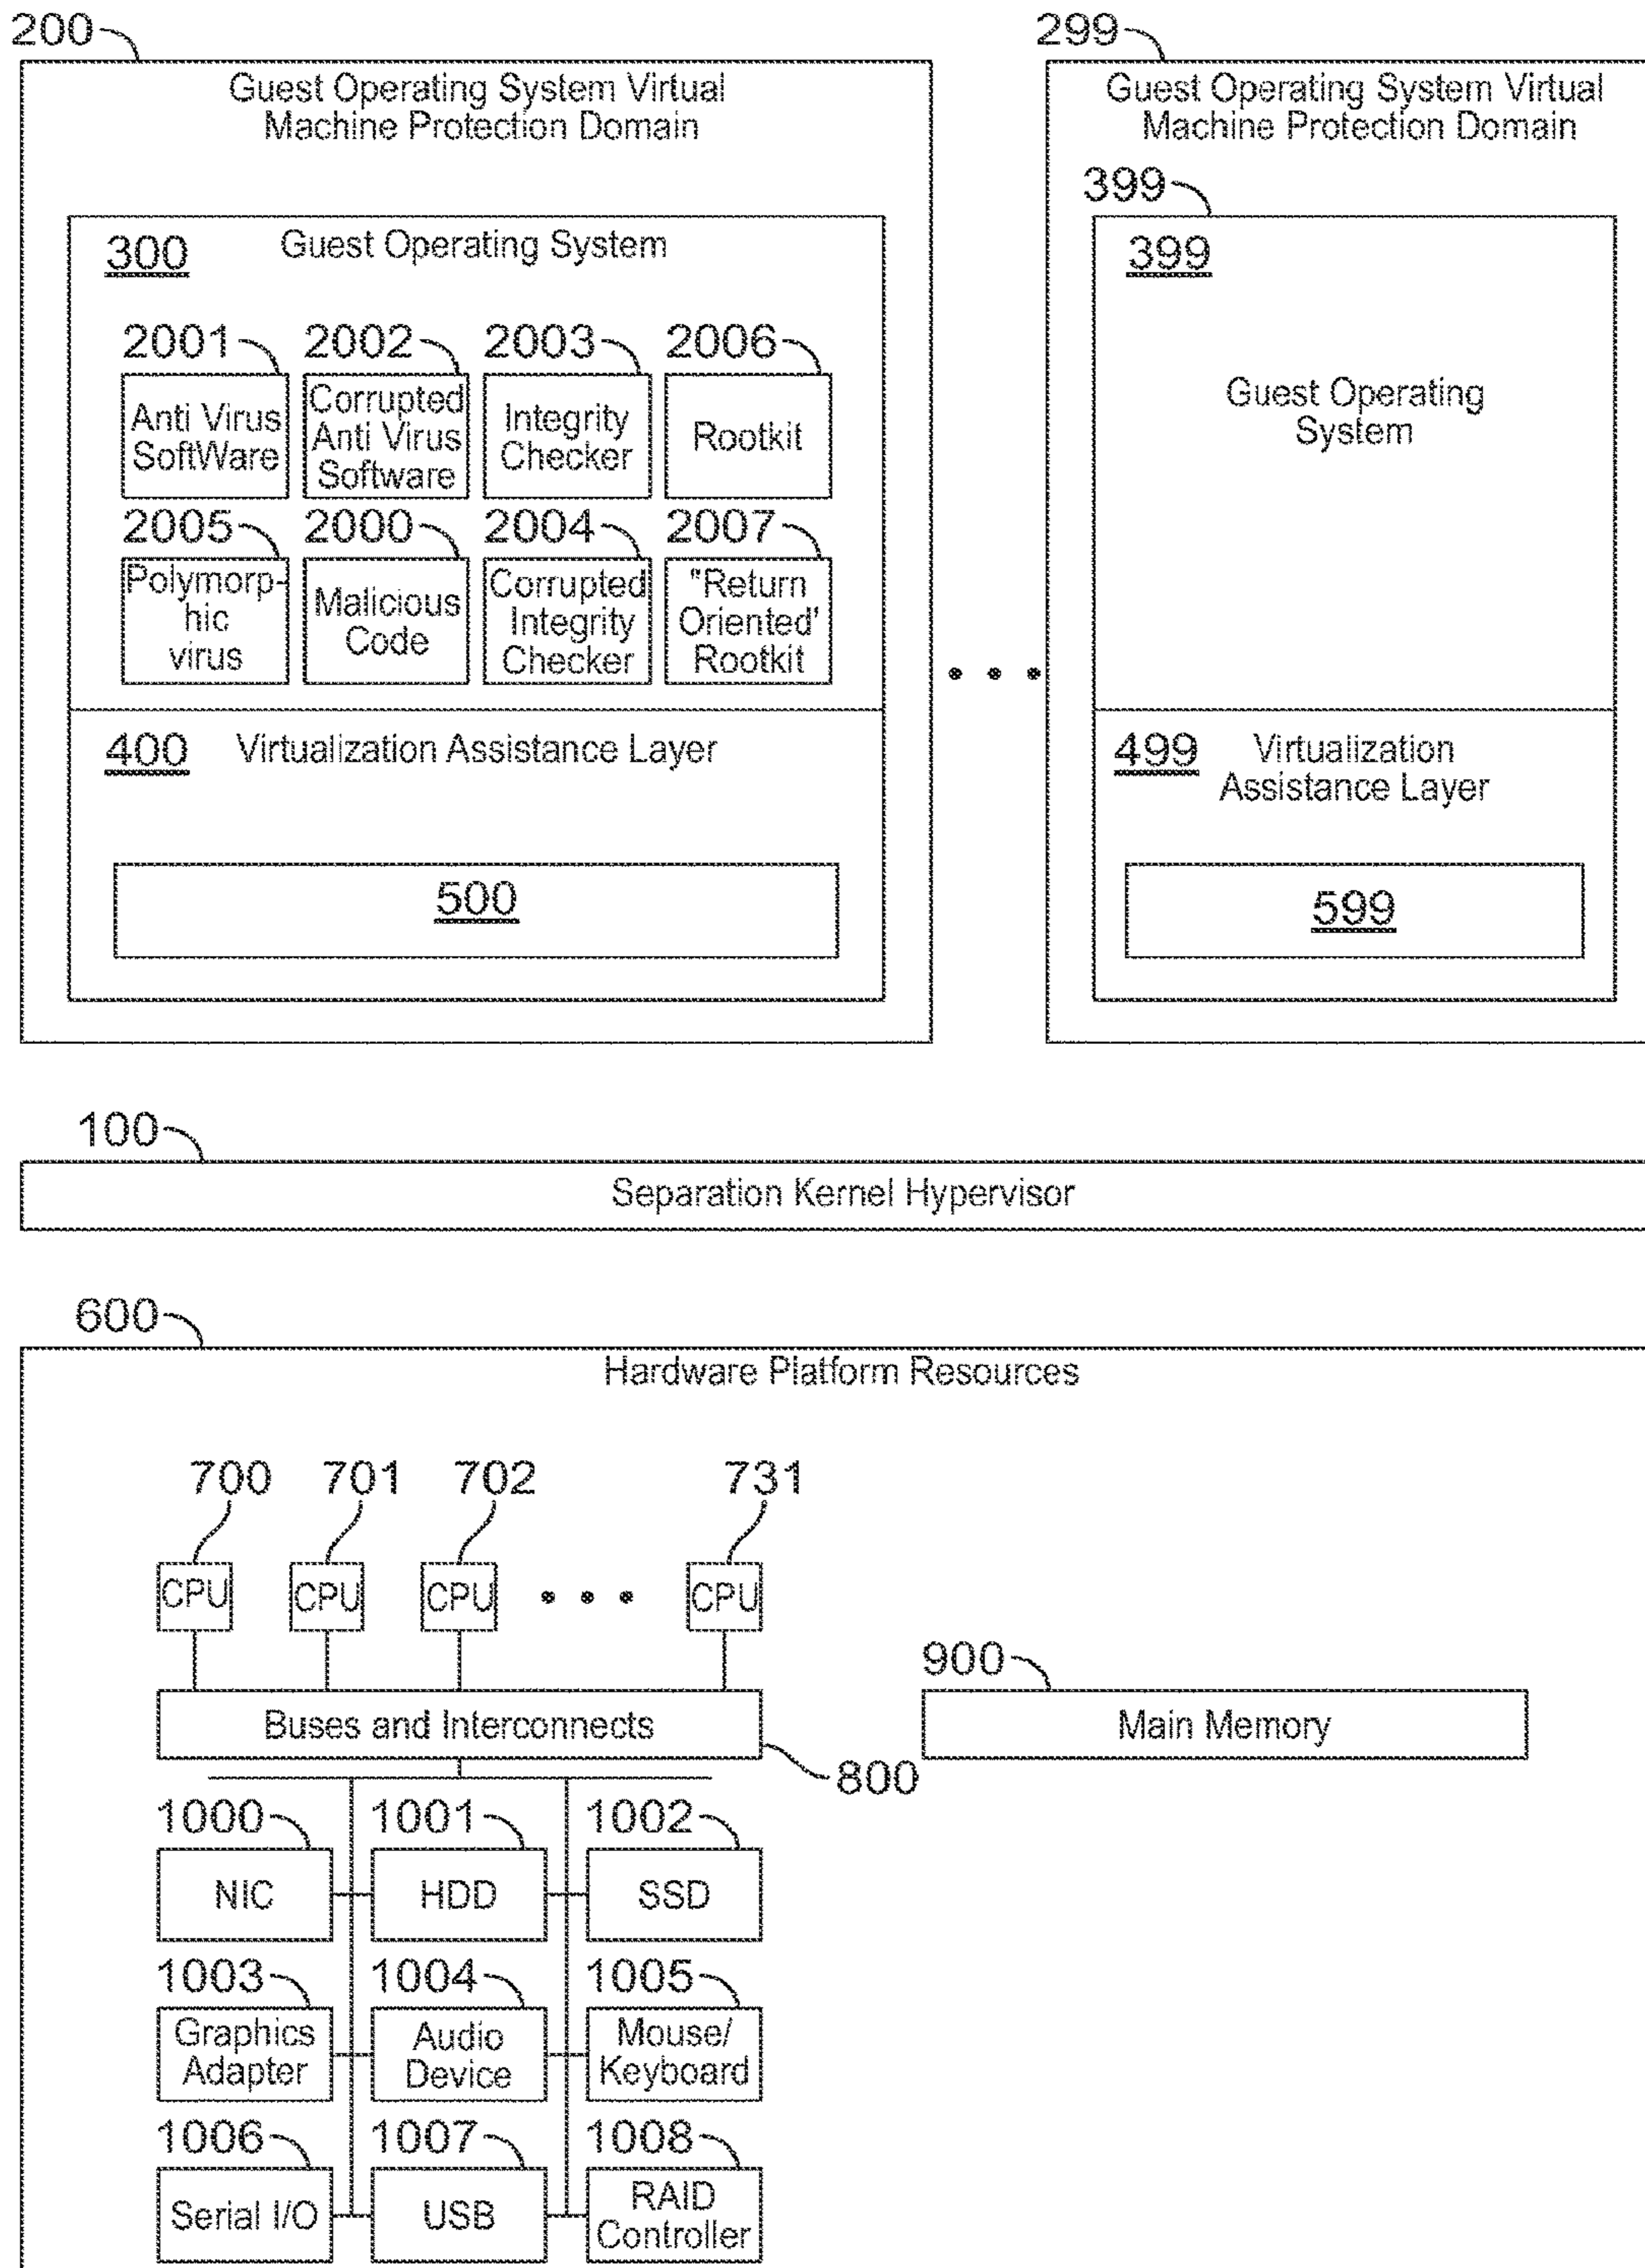 200
299
Guest Operating System Virtual
Machine Protection Domain
Guest Operating System Virtual
Machine Protection Domain
399
300
Guest Operating System
399
2001
2002
2003
2006
Anti Virus
SoftWare
Corrupted
Anti Virus
Software
Integrity
Checker
Rootkit
Guest Operating
System
2005
2000
2004
2007
Polymorp-
hic
virus
Malicious
Code
Corrupted
Integrity
Checker
"Return
Oriented'
Rootkit
400
Virtualization Assistance Layer
499
Virtualization
Assistance Layer
500
599
100
Separation Kernel Hypervisor
600
Hardware Platform Resources
700
701
702
731
CPU
CPU
CPU
CPU
900
Buses and Interconnects
Main Memory
800
1000
1001
1002
NIC
HDD
SSD
1003
1004
1005
Graphics
Adapter
Audio
Device
Mouse/
Keyboard
1006
1007
1008
Serial I/O
USB
RAID
Controller